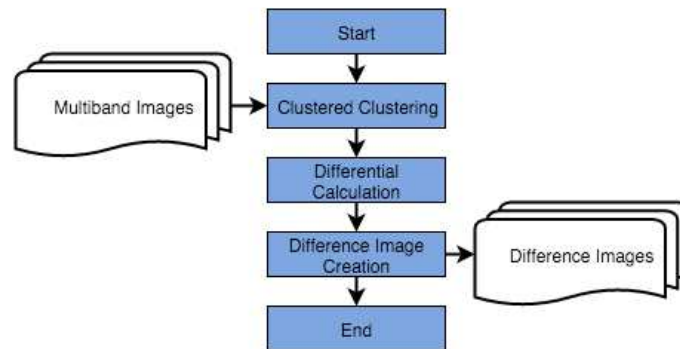 Start
Multiband Images
Clustered Clustering
Differential
Calculation
Difference Image
Creation
Difference Images
End